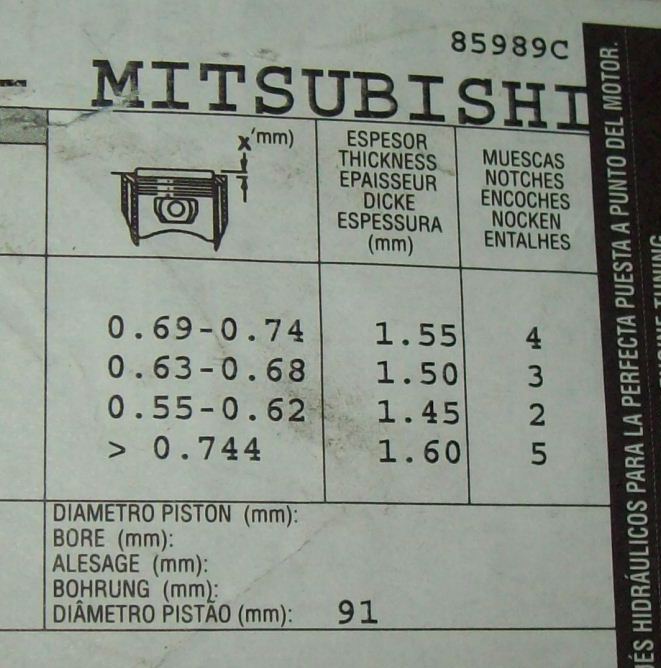 85989C
- MITSUBISHI
x mm)
ESPESOR
THICKNESS
EPAISSEUR
DICKE
ESPESSURA
(mm)
MUESCAS
NOTCHES
ENCOCHES
NOCKEN
ENTALHES
0.69-0.74 1.55 4
0.63-0.68 1.50 3
0.55-0.62 1.45 2
> 0.744 1.60 5
DIAMETRO PISTON (mm):
BORE (mm):
ALESAGE (mm):
BOHRUNG (mm):
DIÂMETRO PISTÃO (mm): 91
HIDRÁULICOS PARA LA PERFECTA PUESTA A PUNTO DEL MOTOR.
TUNING